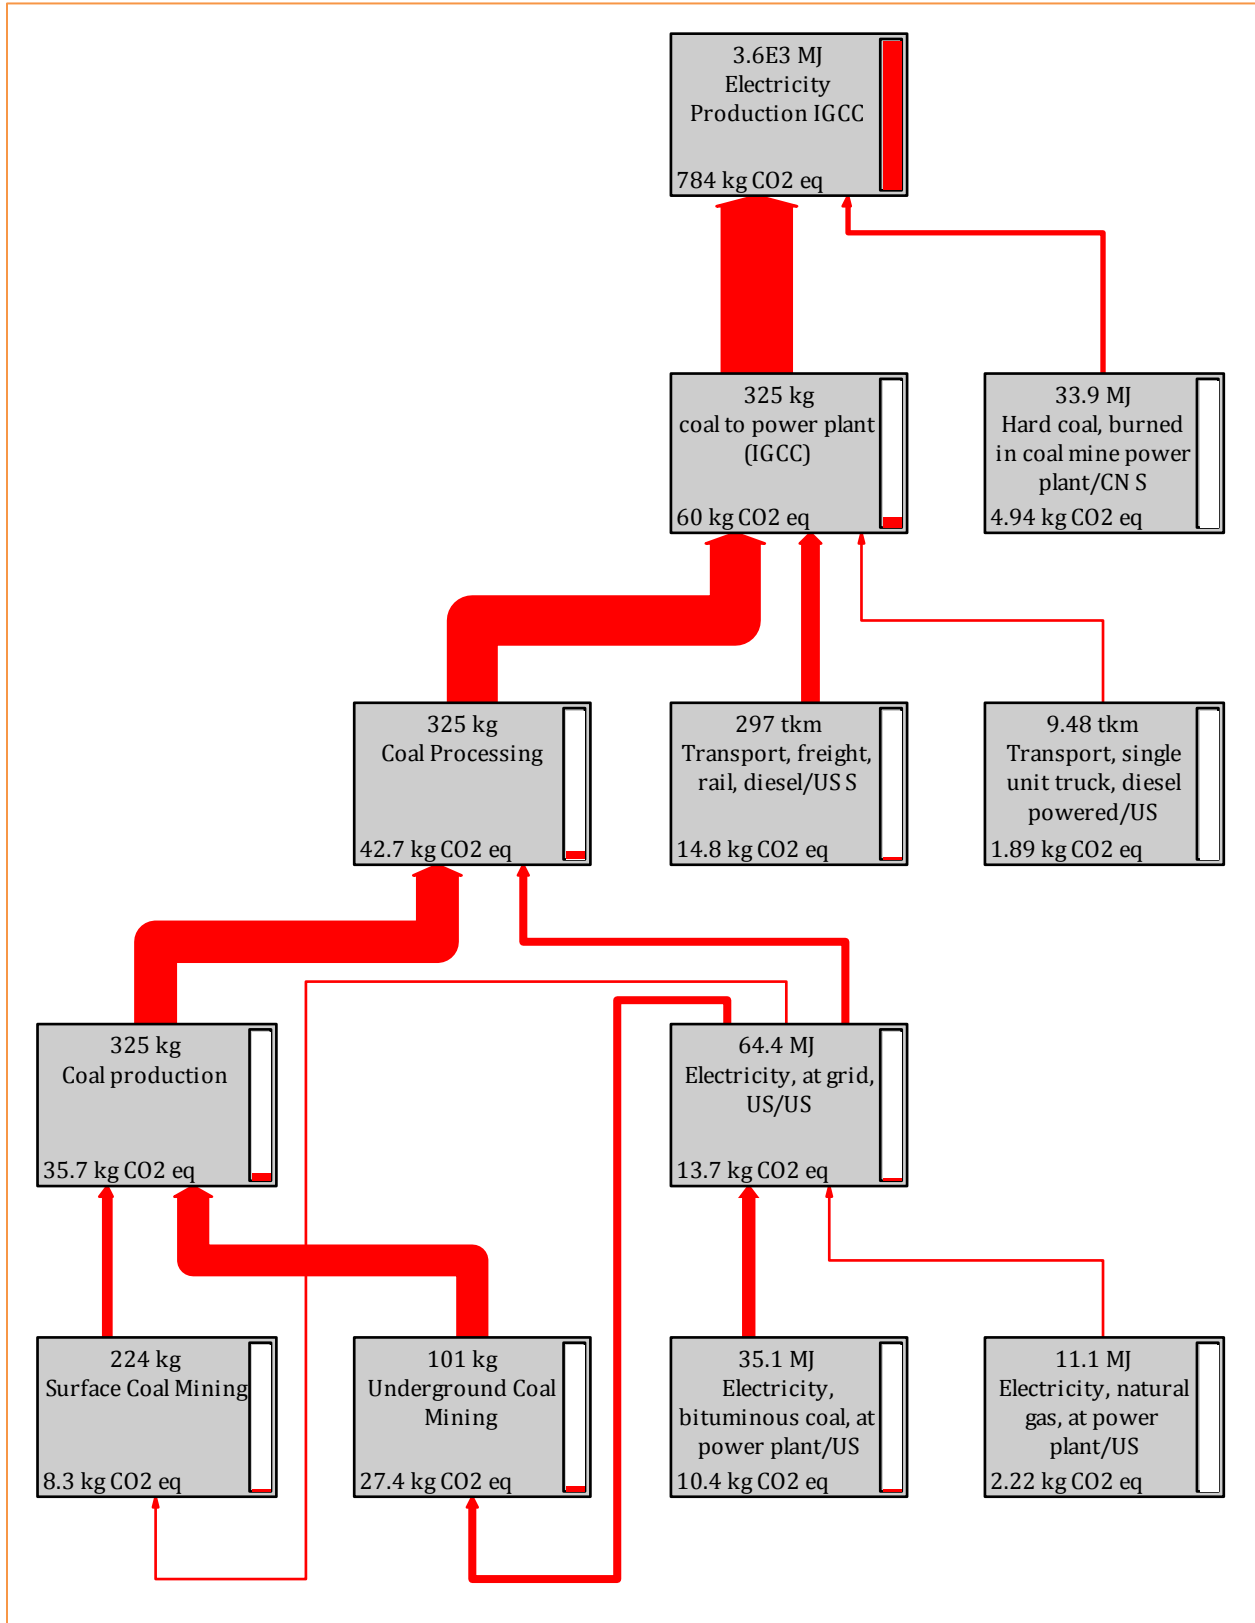 3.6E3 MJ
Electricity
Production IGCC
784 kg CO2 eq
325 kg
coal to power plant
(IGCC)
60 kg CO2 eq
33.9 MJ
Hard coal, burned
in coal mine power
plant/CN S
4.94 kg CO2 eq
325 kg
Coal Processing
42.7 kg CO2 eq
297 tkm
Transport, freight,
rail, diesel/US S
14.8 kg CO2 eq
9.48 tkm
Transport, single
unit truck, diesel
powered/US
1.89 kg CO2 eq
325 kg
Coal production
35.7 kg CO2 eq
64.4 MJ
Electricity, at grid,
US/US
13.7 kg CO2 eq
224 kg
Surface Coal Mining
8.3 kg CO2 eq
101 kg
Underground Coal
Mining
27.4 kg CO2 eq
35.1 MJ
Electricity,
bituminous coal, at
power plant/US
10.4 kg CO2 eq
11.1 MJ
Electricity, natural
gas, at power
plant/US
2.22 kg CO2 eq